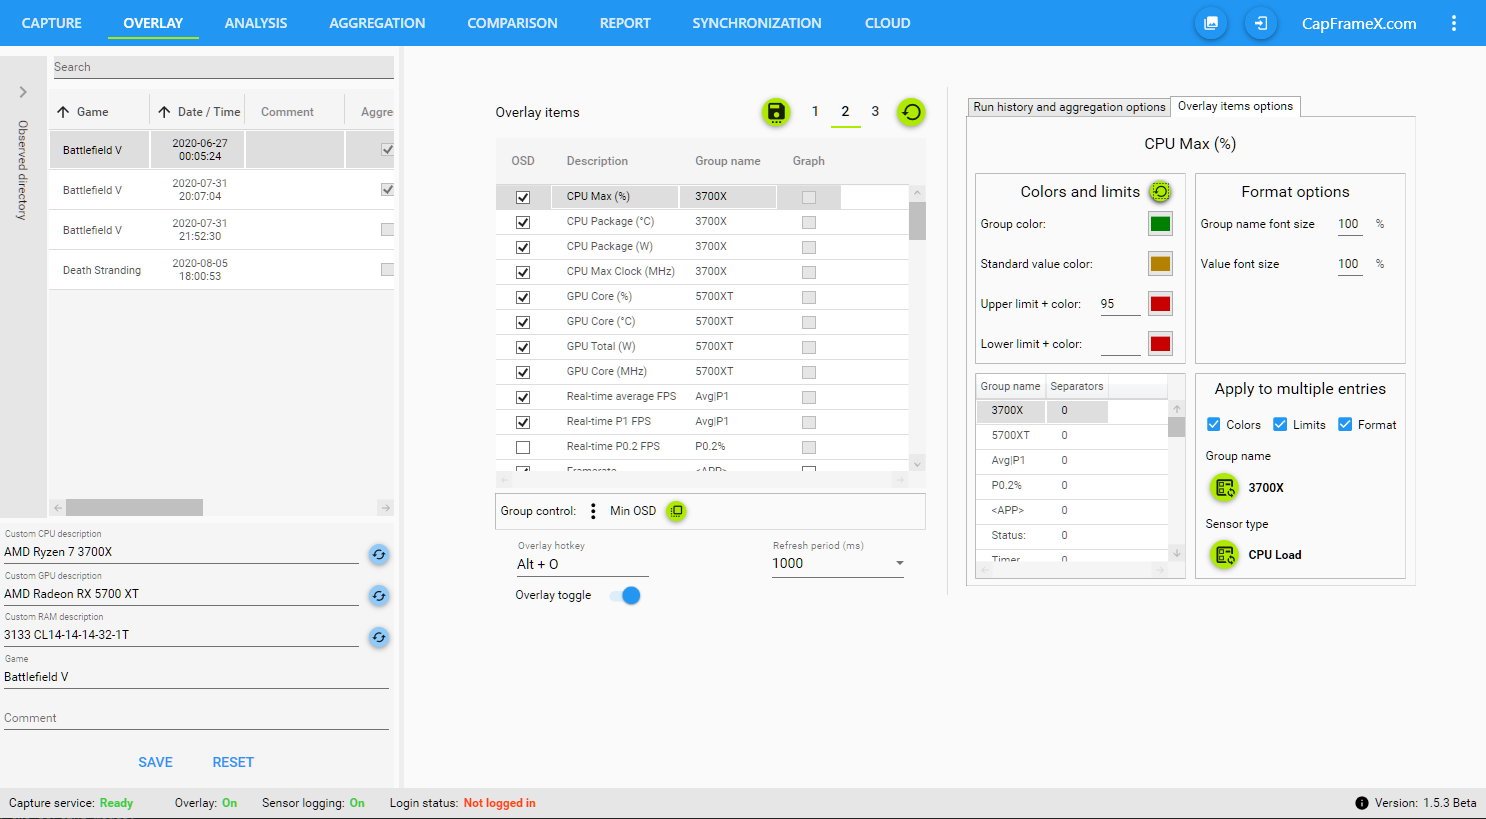 CAPTURE OVERLAY ANALYSIS AGGREGATION COMPARISON REPORT SYNCHRONIZATION CLOUD CapFrameX.com
Search
Observed directory
Game Date / Time Comment Aggre
Battlefield V 2020-06-27
00:05:24
Battlefield V 2020-07-31
20:07:04
Battlefield V 2020-07-31
21:52:30
Death Stranding 2020-08-05
18:00:53
Custom CPU description
AMD Ryzen 7 3700X
Custom GPU description
AMD Radeon RX 5700 XT
Custom RAM description
3133 CL14-14-14-32-1T
Game
Battlefield V
Comment
SAVE RESET
Overlay items 1 2 3
OSD Description Group name Graph
CPU Max (%) 3700X
CPU Package (°C) 3700X
CPU Package (W) 3700X
CPU Max Clock (MHz) 3700X
GPU Core (%) 5700XT
GPU Core (°C) 5700XT
GPU Total (W) 5700XT
GPU Core (MHz) 5700XT
Real-time average FPS Avg|P1
Real-time P1 FPS Avg|P1
Real-time P0.2 FPS P0.2%
Framerate <APP>
Group control: Min OSD
Overlay hotkey
Alt + O
Refresh period (ms)
1000
Overlay toggle
Run history and aggregation options Overlay items options
CPU Max (%)
Colors and limits
Group color:
Standard value color:
Upper limit + color: 95
Lower limit + color:
Format options
Group name font size 100 %
Value font size 100 %
Group name Separators
3700X 0
5700XT 0
Avg|P1 0
P0.2% 0
<APP> 0
Status: 0
Timer 0
Apply to multiple entries
Colors Limits Format
Group name
3700X
Sensor type
CPU Load
Capture service: Ready Overlay: On Sensor logging: On Login status: Not logged in Version: 1.5.3 Beta